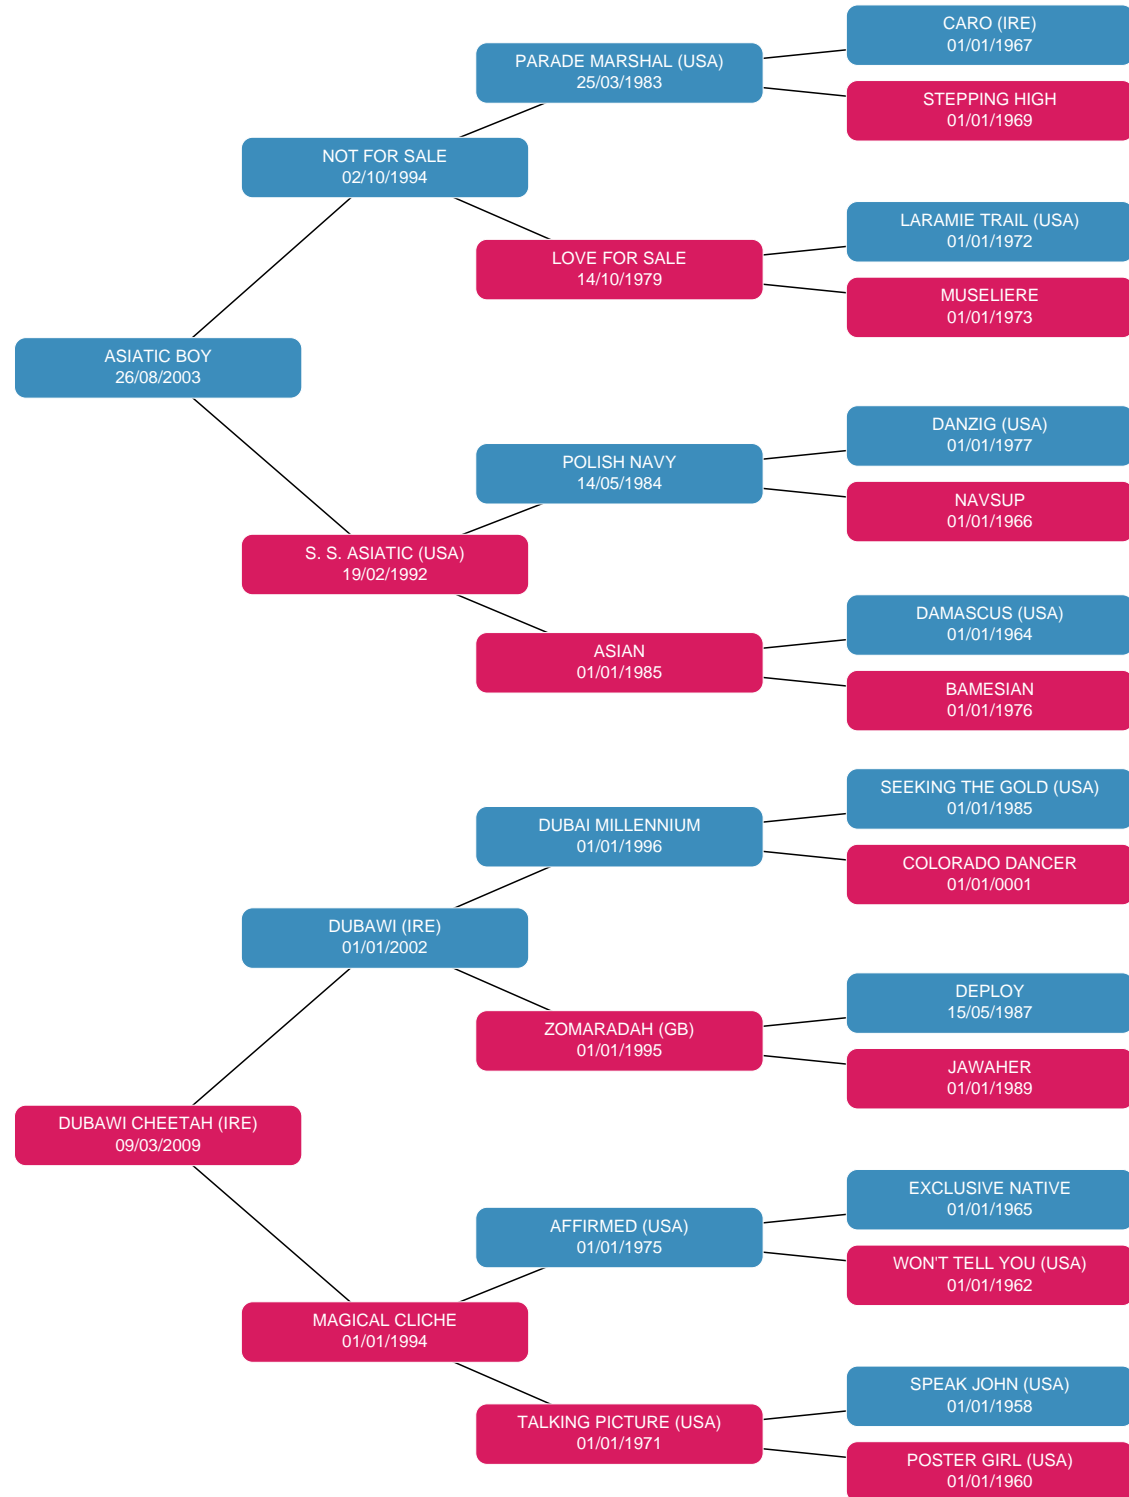 CARO (IRE)
01/01/1967
PARADE MARSHAL (USA)
25/03/1983
STEPPING HIGH
01/01/1969
NOT FOR SALE
02/10/1994
LARAMIE TRAIL (USA)
01/01/1972
LOVE FOR SALE
14/10/1979
MUSELIERE
01/01/1973
ASIATIC BOY
26/08/2003
DANZIG (USA)
01/01/1977
POLISH NAVY
14/05/1984
NAVSUP
01/01/1966
S. S. ASIATIC (USA)
19/02/1992
DAMASCUS (USA)
01/01/1964
ASIAN
01/01/1985
BAMESIAN
01/01/1976
SEEKING THE GOLD (USA)
01/01/1985
DUBAI MILLENNIUM
01/01/1996
COLORADO DANCER
01/01/0001
DUBAWI (IRE)
01/01/2002
DEPLOY
15/05/1987
ZOMARADAH (GB)
01/01/1995
JAWAHER
01/01/1989
DUBAWI CHEETAH (IRE)
09/03/2009
EXCLUSIVE NATIVE
01/01/1965
AFFIRMED (USA)
01/01/1975
WON'T TELL YOU (USA)
01/01/1962
MAGICAL CLICHE
01/01/1994
SPEAK JOHN (USA)
01/01/1958
TALKING PICTURE (USA)
01/01/1971
POSTER GIRL (USA)
01/01/1960